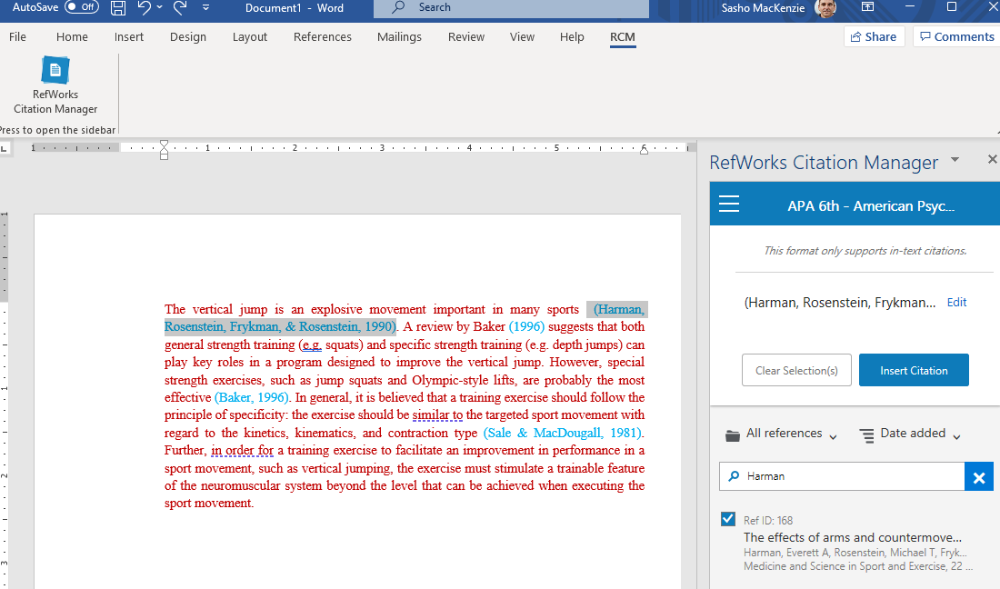 AutoSave Off Document1 - Word Search Sasho MacKenzie
File Home Insert Design Layout References Mailings Review View Help RCM Share Comments
RefWorks
Citation Manager
Press to open the sidebar
1 1 2 3 4 5 6
RefWorks Citation Manager
APA 6th - American Psyc...
This format only supports in-text citations.
(Harman, Rosenstein, Frykman... Edit
Clear Selection(s) Insert Citation
All references Date added
Harman
Ref ID: 168
The effects of arms and countermove...
Harman, Everett A, Rosenstein, Michael T, Fryk...
Medicine and Science in Sport and Exercise, 22 ...
1
1
2
3
The vertical jump is an explosive movement important in many sports (Harman,
Rosenstein, Frykman, & Rosenstein, 1990). A review by Baker (1996) suggests that both
general strength training (e.g. squats) and specific strength training (e.g. depth jumps) can
play key roles in a program designed to improve the vertical jump. However, special
strength exercises, such as jump squats and Olympic-style lifts, are probably the most
effective (Baker, 1996). In general, it is believed that a training exercise should follow the
principle of specificity: the exercise should be similar to the targeted sport movement with
regard to the kinetics, kinematics, and contraction type (Sale & MacDougall, 1981).
Further, in order for a training exercise to facilitate an improvement in performance in a
sport movement, such as vertical jumping, the exercise must stimulate a trainable feature
of the neuromuscular system beyond the level that can be achieved when executing the
sport movement.